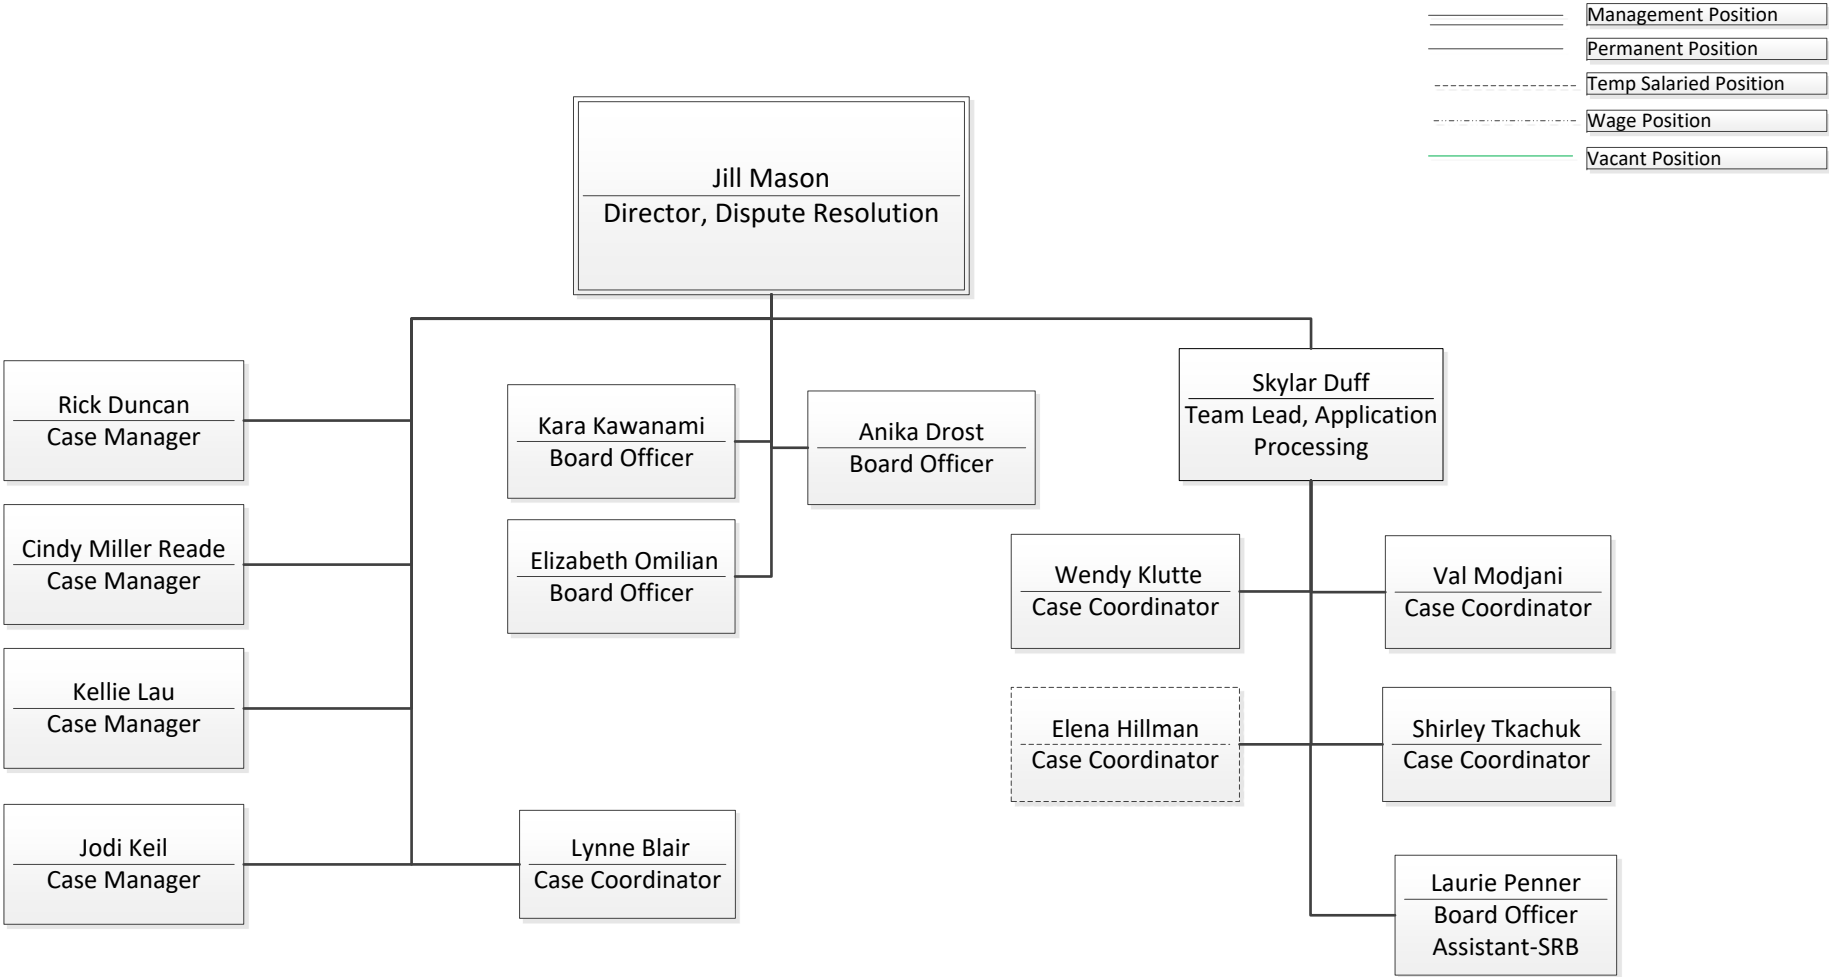 Management Position
Permanent Position
Temp Salaried Position
Wage Position
Vacant Position
Jill Mason
Director, Dispute Resolution
Rick Duncan
Case Manager
Cindy Miller Reade
Case Manager
Kellie Lau
Case Manager
Jodi Keil
Case Manager
Kara Kawanami
Board Officer
Anika Drost
Board Officer
Elizabeth Omilian
Board Officer
Lynne Blair
Case Coordinator
Skylar Duff
Team Lead, Application
Processing
Wendy Klutte
Case Coordinator
Val Modjani
Case Coordinator
Elena Hillman
Case Coordinator
Shirley Tkachuk
Case Coordinator
Laurie Penner
Board Officer
Assistant-SRB